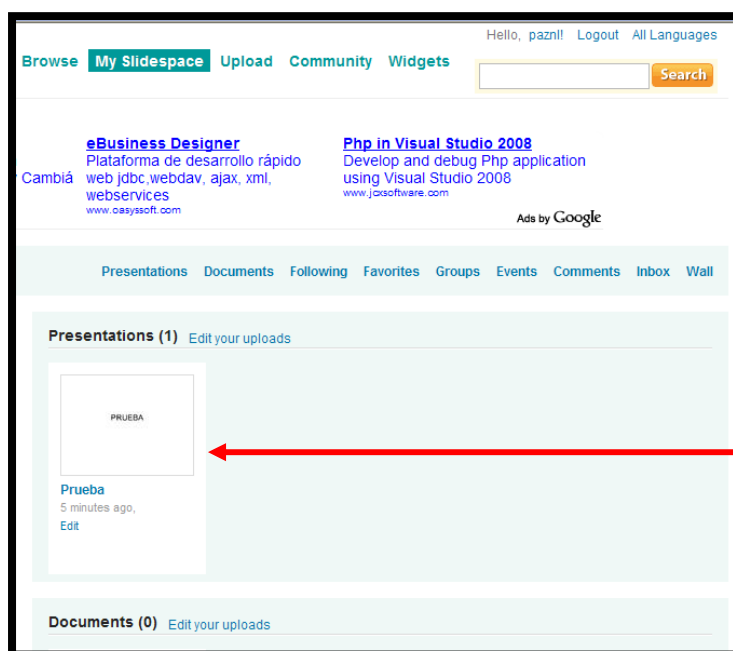 Hello, paznl! Logout All Languages
Browse My Slidespace Upload Community Widgets
Search
eBusiness Designer
Plataforma de desarrollo rápido
web jdbc,webdav, ajax, xml,
webservices
www.oasyssoft.com
Cambiá
Php in Visual Studio 2008
Develop and debug Php application
using Visual Studio 2008
www.jcxsoftware.com
Ads by Google
Presentations Documents Following Favorites Groups Events Comments Inbox Wall
Presentations (1) Edit your uploads
PRUEBA
Prueba
5 minutes ago,
Edit
Documents (0) Edit your uploads